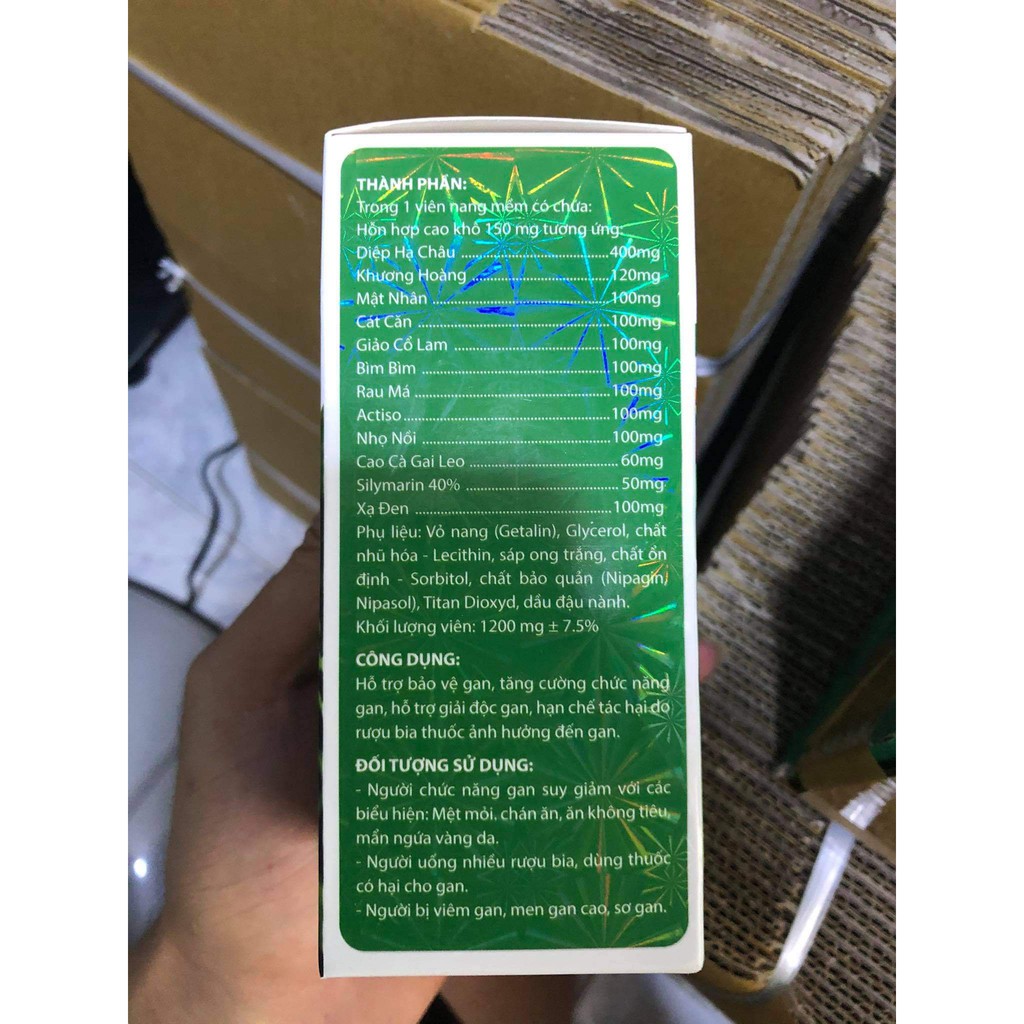 THÀNH PHẦN:
Trong 1 viên nang mềm có chứa:
Hỗn hợp cao khô 150 mg tương ứng:
Diệp Hạ Châu ........ 400mg
Khương Hoàng ........ 120mg
Mật Nhân ........ 100mg
Cát Căn ........ 100mg
Giảo Cổ Lam ........ 100mg
Bìm Bìm ........ 100mg
Rau Má ........ 100mg
Actiso ........ 100mg
Nhọ Nồi ........ 100mg
Cao Cà Gai Leo ........ 60mg
Silymarin 40% ........ 50mg
Xạ Đen ........ 100mg
Phụ liệu: Vỏ nang (Getalin), Glycerol, chất
nhũ hóa - Lecithin, sáp ong trắng, chất ổn
định - Sorbitol, chất bảo quản (Nipagin,
Nipasol), Titan Dioxyd, dầu đậu nành.
Khối lượng viên: 1200 mg ± 7.5%
CÔNG DỤNG:
Hỗ trợ bảo vệ gan, tăng cường chức năng
gan, hỗ trợ giải độc gan, hạn chế tác hại do
rượu bia thuốc ảnh hưởng đến gan.
ĐỐI TƯỢNG SỬ DỤNG:
- Người chức năng gan suy giảm với các
biểu hiện: Mệt mỏi. chán ăn, ăn không tiêu,
mẩn ngứa vàng da.
- Người uống nhiều rượu bia, dùng thuốc
có hại cho gan.
- Người bị viêm gan, men gan cao, sơ gan.